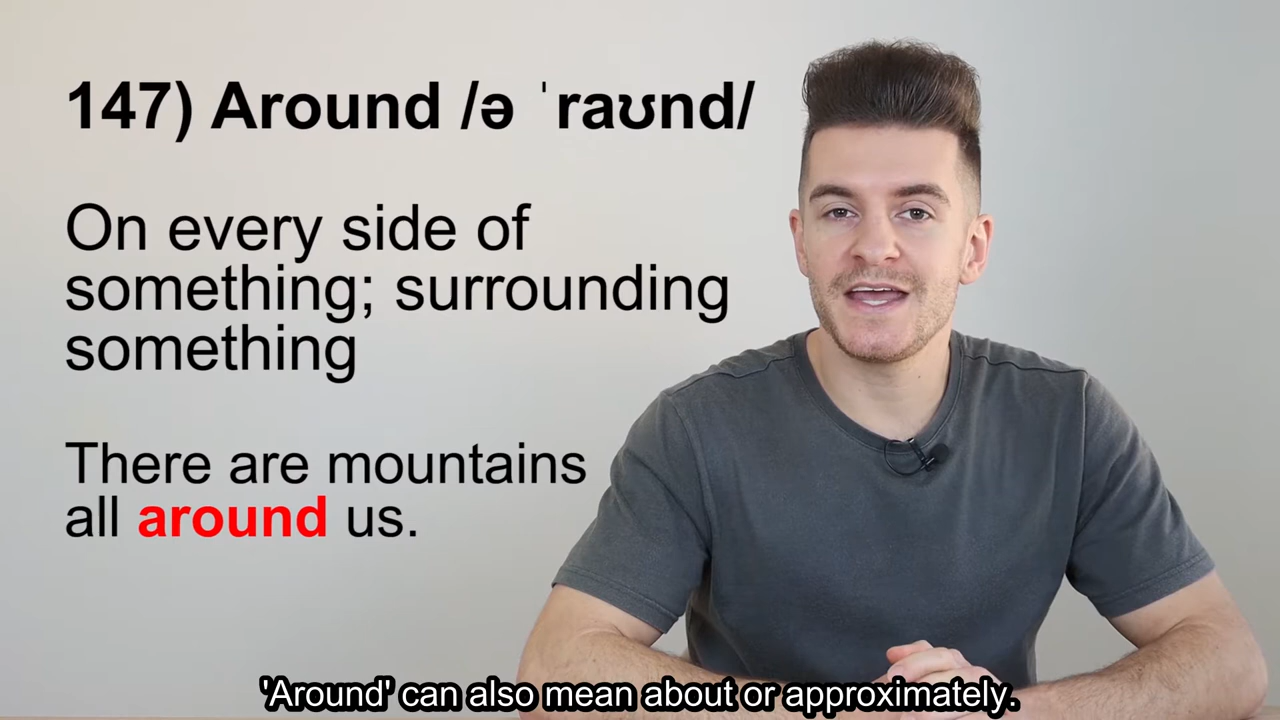 147) Around /ə ˈraʊnd/
On every side of
something; surrounding
something
There are mountains
all around us.
'Around' can also mean about or approximately.